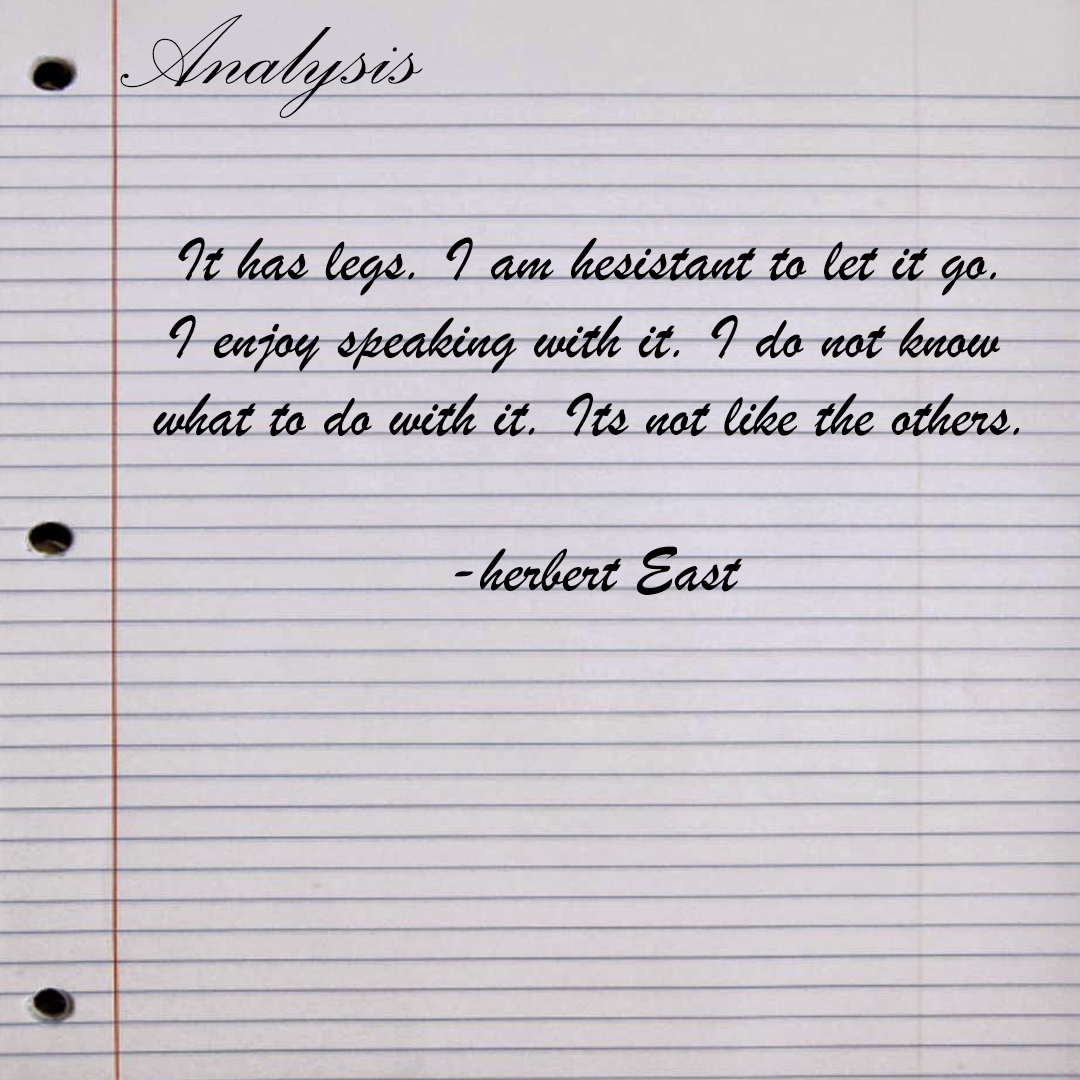 Analysis
It has legs. I am hesistant to let it go.
I enjoy speaking with it. I do not know
what to do with it. Its not like the others.
-herbert East